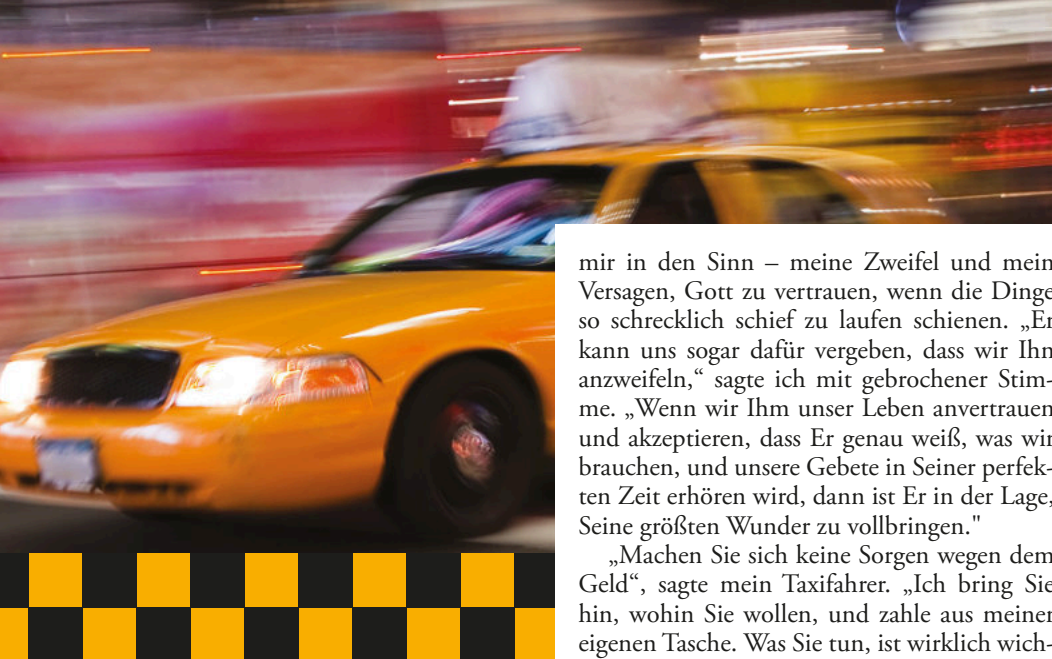 mir in den Sinn – meine Zweifel und mein
Versagen, Gott zu vertrauen, wenn die Dinge
so schrecklich schief zu laufen schienen. „Er
kann uns sogar dafür vergeben, dass wir Ihn
anzweifeln,“ sagte ich mit gebrochener Stim-
me. „Wenn wir Ihm unser Leben anvertrauen
und akzeptieren, dass Er genau weiß, was wir
brauchen, und unsere Gebete in Seiner perfek-
ten Zeit erhören wird, dann ist Er in der Lage,
Seine größten Wunder zu vollbringen."
„Machen Sie sich keine Sorgen wegen dem
Geld“, sagte mein Taxifahrer. „Ich bring Sie
hin, wohin Sie wollen, und zahle aus meiner
eigenen Tasche. Was Sie tun, ist wirklich wich-